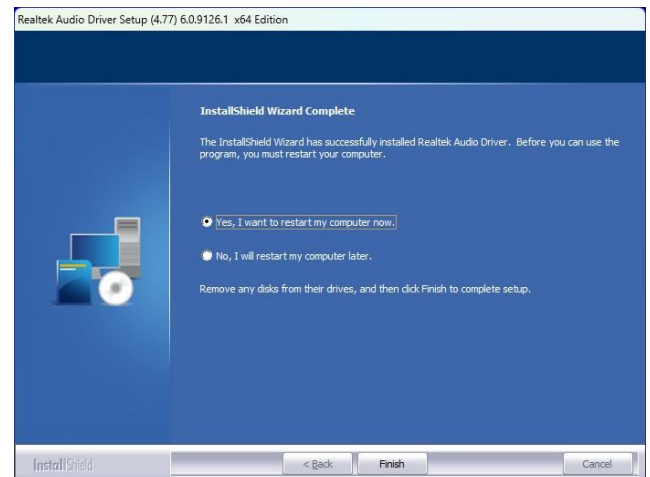 Realtek Audio Driver Setup (4.77) 6.0.9126.1 x64 Edition
InstallShield Wizard Complete
The InstallShield Wizard has successfully installed Realtek Audio Driver. Before you can use the
program, you must restart your computer.
Yes, I want to restart my computer now.
No, I will restart my computer later.
Remove any disks from their drives, and then click Finish to complete setup.
InstallShield
< Back
Finish
Cancel